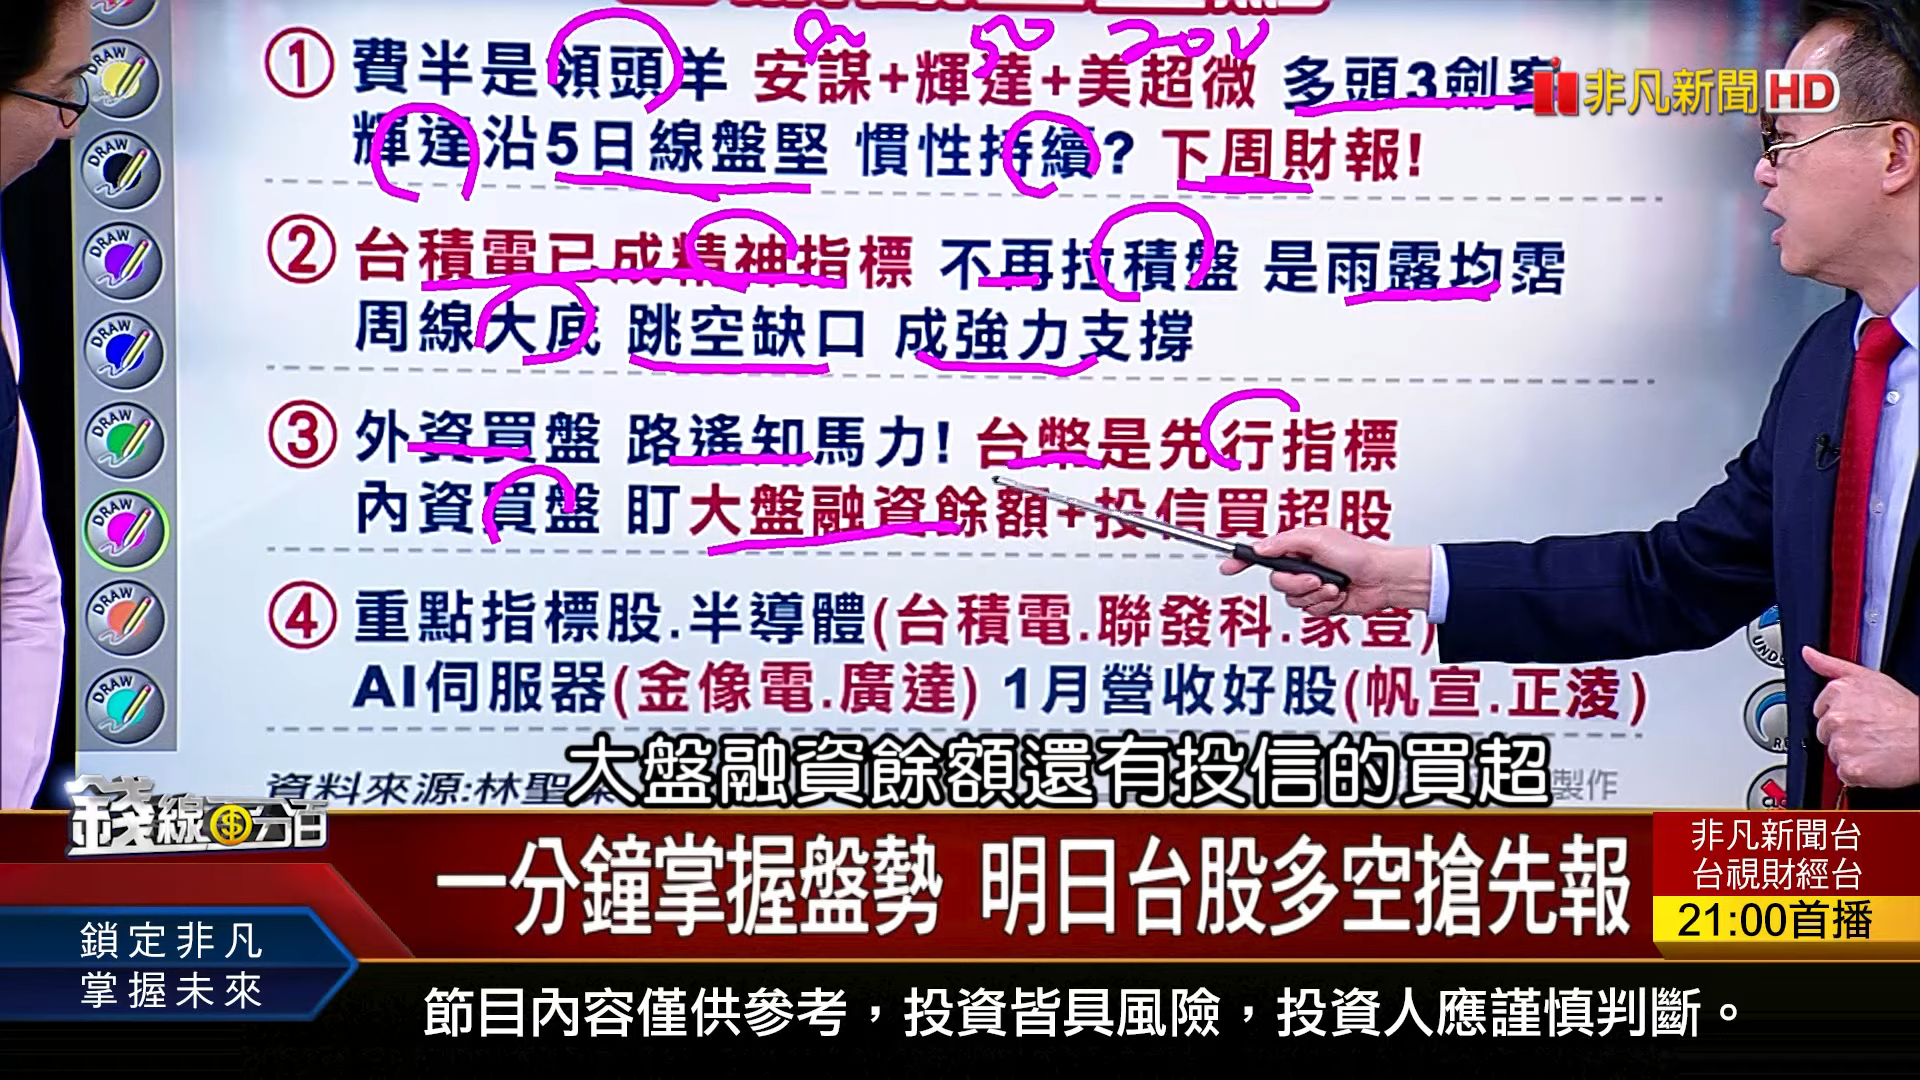 ① 費半是領頭羊 安謀+輝達+美超微 多頭3劍客
輝達沿5日線盤堅 慣性持續? 下周財報!
② 台積電已成精神指標 不再拉積盤 是雨露均霑
周線大底 跳空缺口 成強力支撐
③ 外資買盤 路遙知馬力! 台幣是先行指標
內資買盤 盯大盤融資餘額+投信買超股
④ 重點指標股.半導體(台積電.聯發科.家登)
AI伺服器(金像電.廣達) 1月營收好股(帆宣.正淩)
資料來源:林聖
製作
大盤融資餘額還有投信的買超
非凡新聞HD
DRAW
DRAW
DRAW
DRAW
DRAW
DRAW
DRAW
DRAW
錢線百分百
一分鐘掌握盤勢 明日台股多空搶先報
非凡新聞台
台視財經台
21:00首播
鎖定非凡
掌握未來
節目內容僅供參考，投資皆具風險，投資人應謹慎判斷。